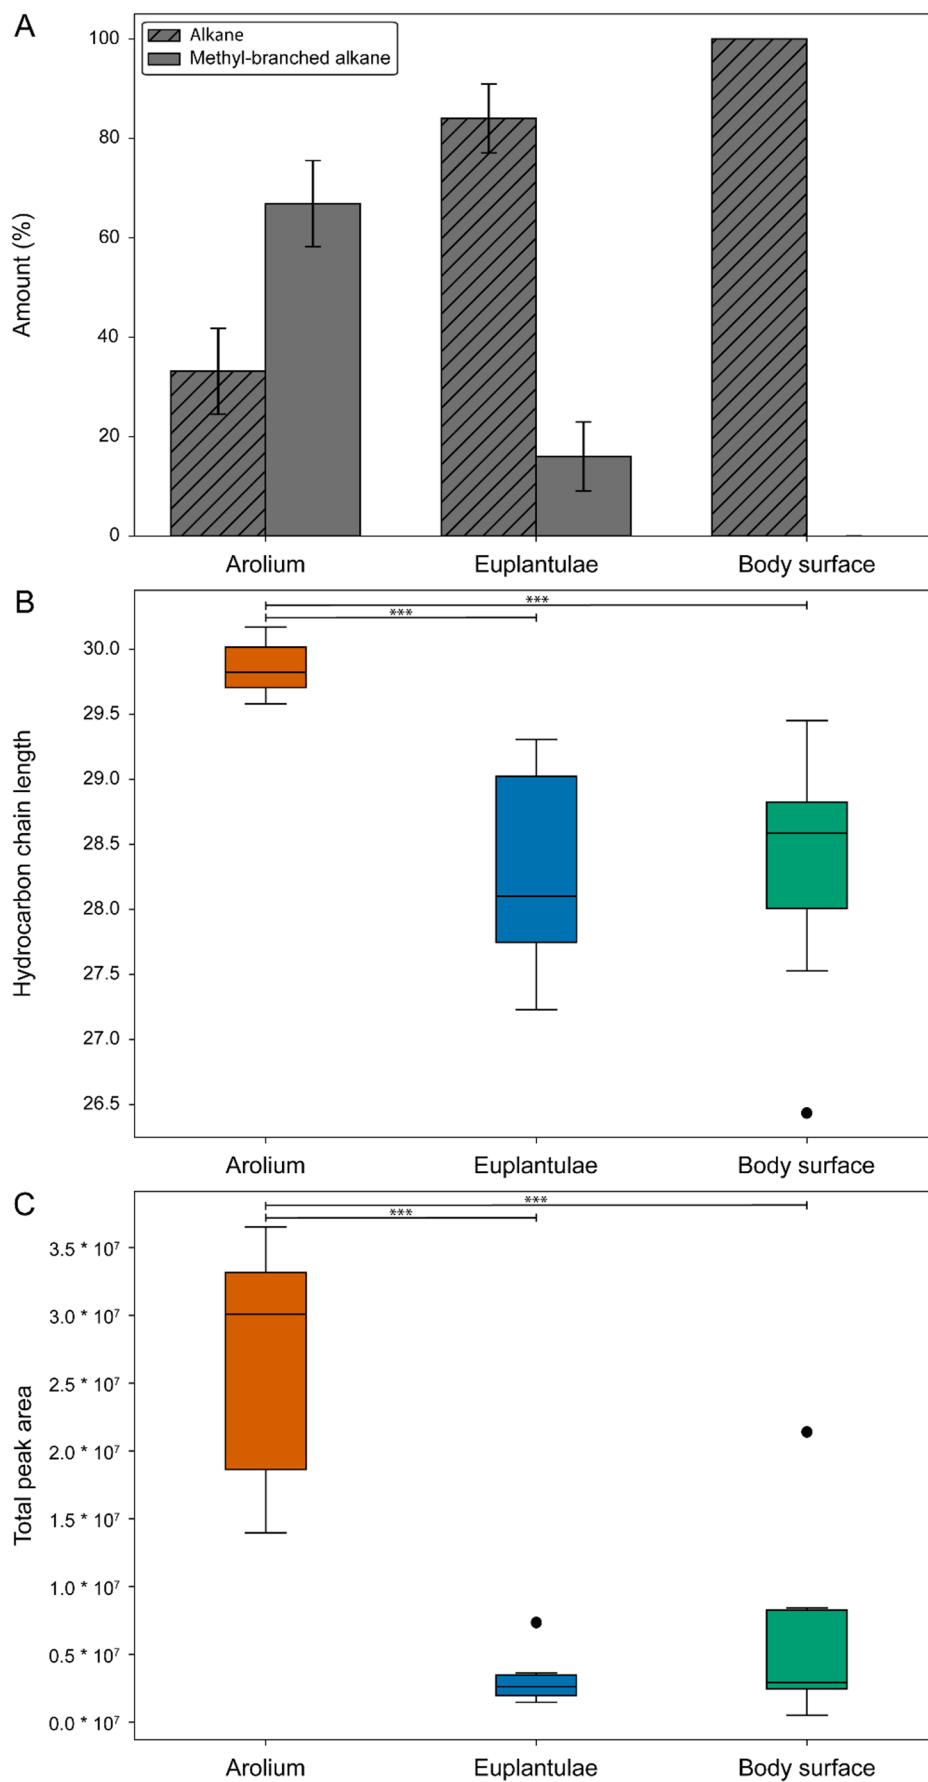 A
Alkane
Methyl-branched alkane
100
80
60
40
20
0
Amount (%)
Arolium Euplantulae Body surface
B
***
***
30.0
29.5
29.0
28.5
28.0
27.5
27.0
26.5
Hydrocarbon chain length
Arolium Euplantulae Body surface
C
***
***
3.5 * 10⁷
3.0 * 10⁷
2.5 * 10⁷
2.0 * 10⁷
1.5 * 10⁷
1.0 * 10⁷
0.5 * 10⁷
0.0 * 10⁷
Total peak area
Arolium Euplantulae Body surface